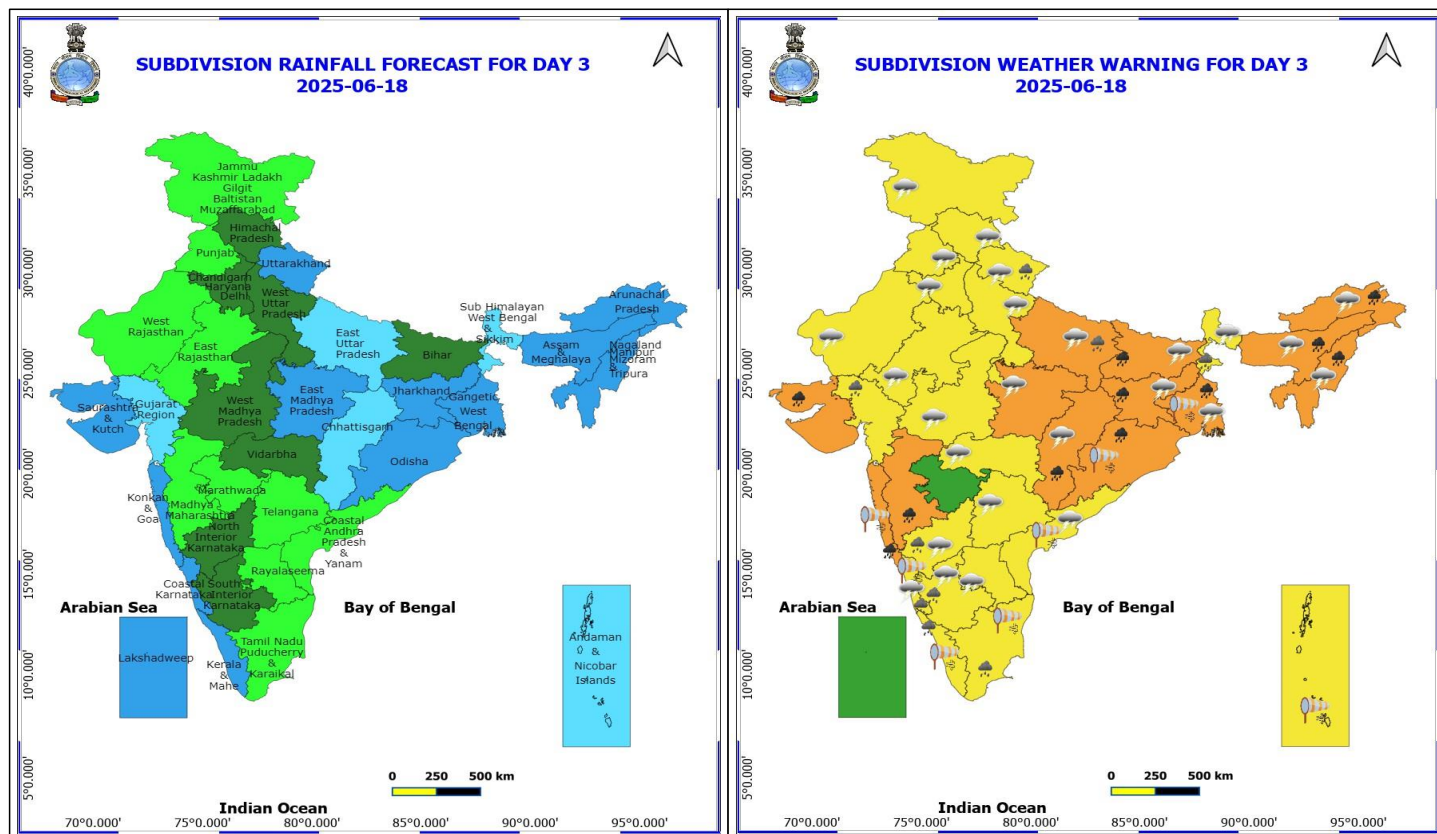 SUBDIVISION RAINFALL FORECAST FOR DAY 3
2025-06-18
40°0.000'
35°0.000'
30°0.000'
25°0.000'
20°0.000'
15°0.000'
10°0.000'
5°0.000'
Jammu
Kashmir Ladakh
Gilgit
Baltistan
Muzaffarabad
Himachal
Pradesh
Punjab
Uttarakhand
Chandigarh
Haryana
Delhi
West
Uttar
Pradesh
West
Rajasthan
East
Rajasthan
East
Uttar
Pradesh
Bihar
Sub Himalayan
West Bengal
&
Sikkim
Arunachal
Pradesh
Assam
&
Meghalaya
Nagaland
Manipur
Mizoram
&
Tripura
Saurashtra
&
Kutch
Gujarat
Region
West
Madhya
Pradesh
East
Madhya
Pradesh
Jharkhand
Gangetic
West
Bengal
Chhattisgarh
Odisha
Vidarbha
Konkan
&
Goa
Marathwada
Madhya
Maharashtra
North
Interior
Karnataka
Telangana
Coastal
Andhra
Pradesh
&
Yanam
Rayalaseema
Coastal
Karnataka
South
Interior
Karnataka
Arabian Sea
Bay of Bengal
Lakshadweep
Kerala
&
Mahe
Tamil Nadu
Puducherry
&
Karaikal
Andaman
&
Nicobar
Islands
0 250 500 km
Indian Ocean
70°0.000' 75°0.000' 80°0.000' 85°0.000' 90°0.000' 95°0.000'
SUBDIVISION WEATHER WARNING FOR DAY 3
2025-06-18
40°0.000'
35°0.000'
30°0.000'
25°0.000'
20°0.000'
15°0.000'
10°0.000'
5°0.000'
Arabian Sea
Bay of Bengal
0 250 500 km
Indian Ocean
70°0.000' 75°0.000' 80°0.000' 85°0.000' 90°0.000' 95°0.000'